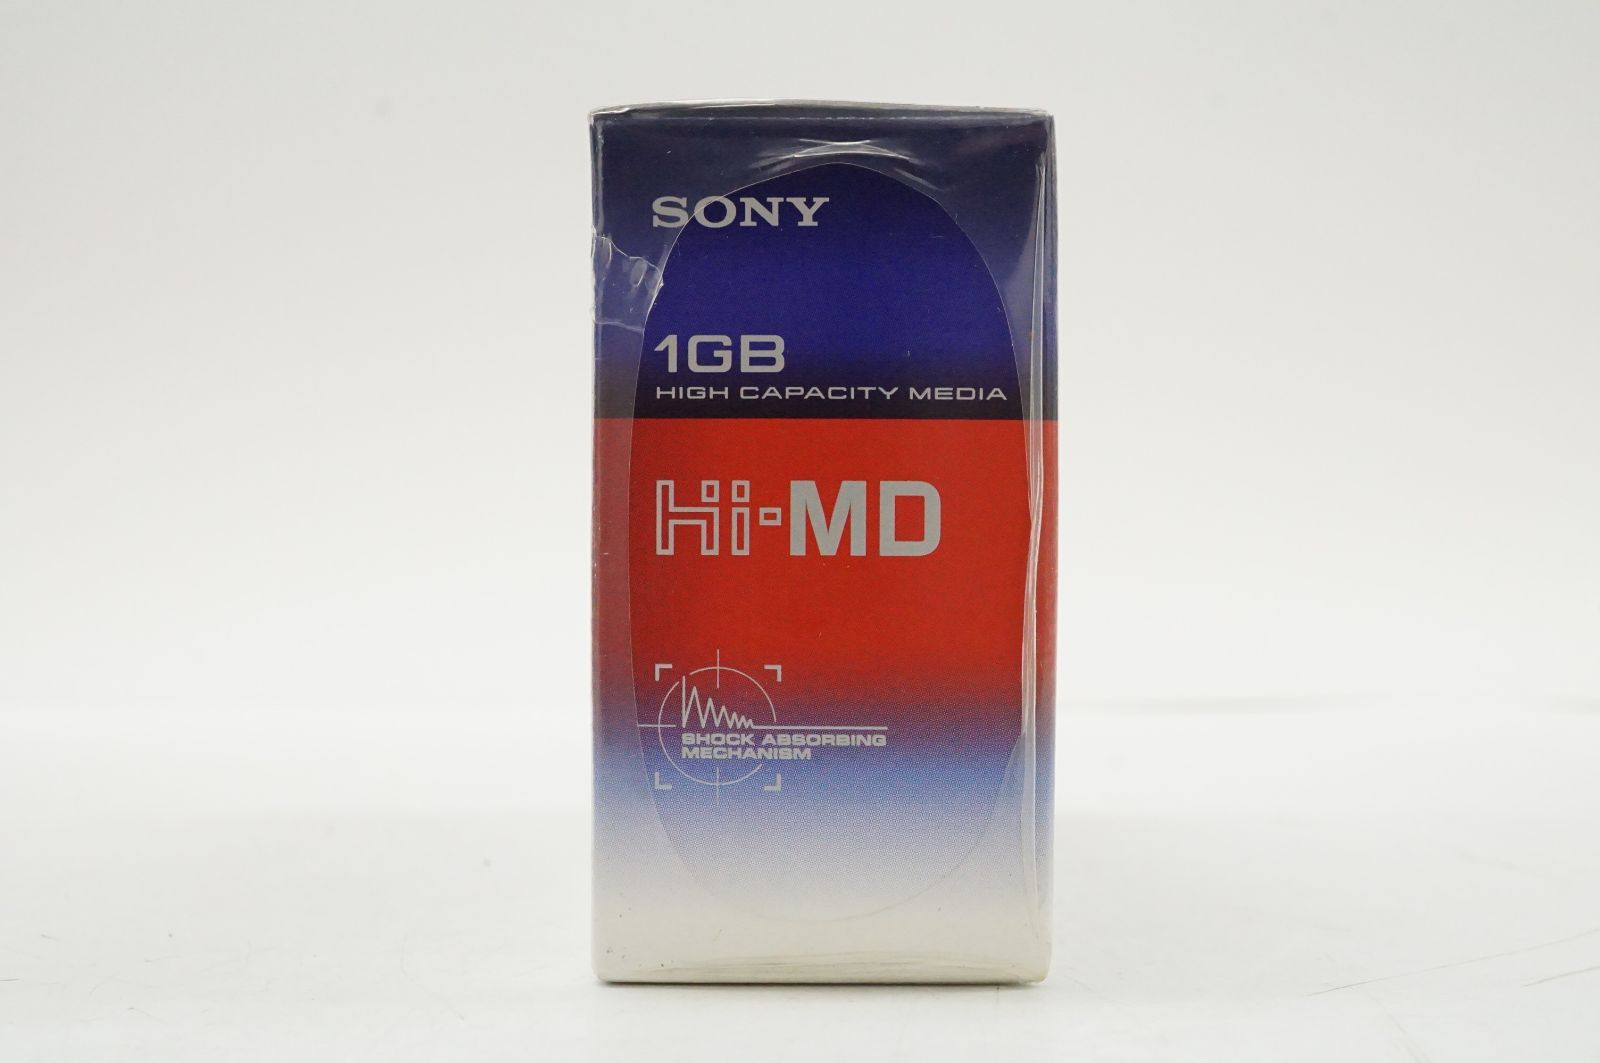 SONY
1GB
HIGH CAPACITY MEDIA
Hi-MD
SHOCK ABSORBING
MECHANISM